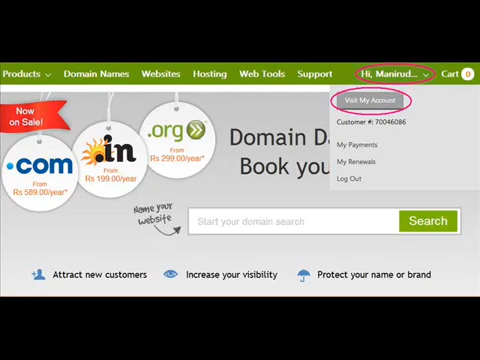 Products Domain Names Websites Hosting Web Tools Support Hi, Manirud... Cart 0
Visit My Account
Customer #: 70046086
My Payments
My Renewals
Log Out
Now
on Sale!
.com
From
Rs 589.00/year*
.in
From
Rs 199.00/year*
.org
From
Rs 299.00/year*
Domain Da
Book you
Name your
website
Start your domain search
Search
Attract new customers
Increase your visibility
Protect your name or brand